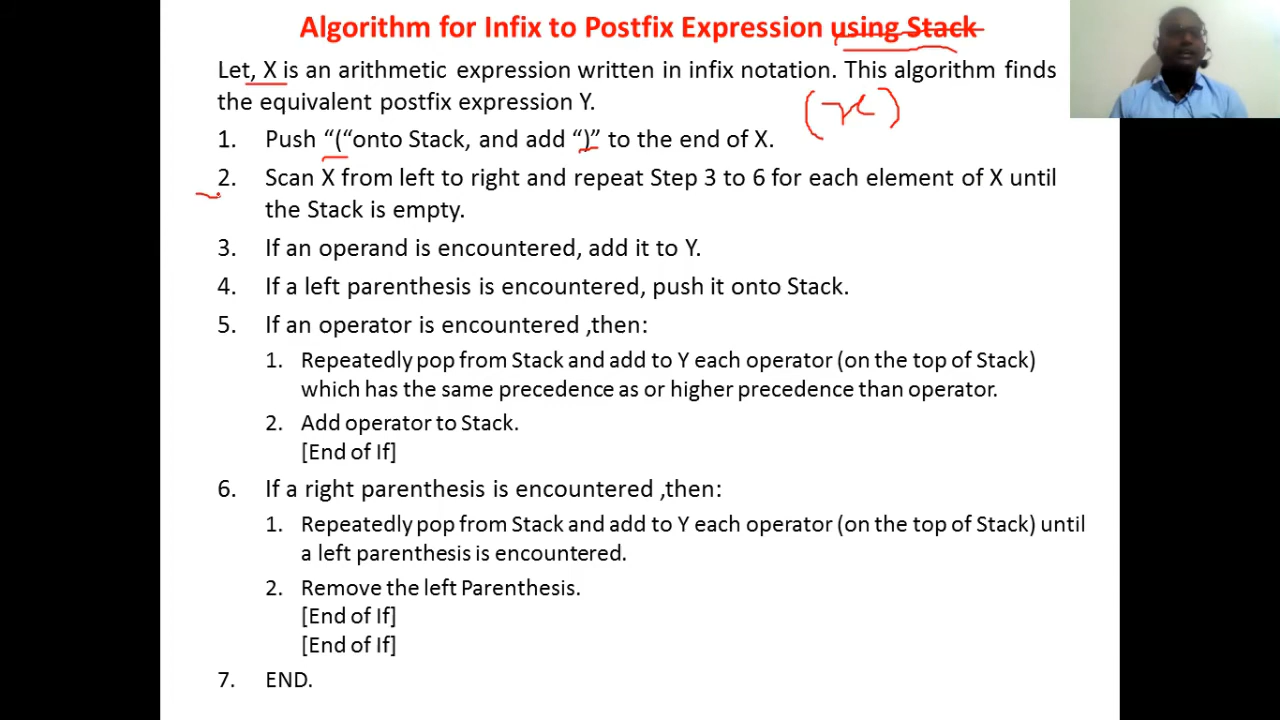 Algorithm for Infix to Postfix Expression using Stack
Let, X is an arithmetic expression written in infix notation. This algorithm finds
the equivalent postfix expression Y.
(x)
1. Push “(“onto Stack, and add “)” to the end of X.
2. Scan X from left to right and repeat Step 3 to 6 for each element of X until
the Stack is empty.
3. If an operand is encountered, add it to Y.
4. If a left parenthesis is encountered, push it onto Stack.
5. If an operator is encountered ,then:
1. Repeatedly pop from Stack and add to Y each operator (on the top of Stack)
which has the same precedence as or higher precedence than operator.
2. Add operator to Stack.
[End of If]
6. If a right parenthesis is encountered ,then:
1. Repeatedly pop from Stack and add to Y each operator (on the top of Stack) until
a left parenthesis is encountered.
2. Remove the left Parenthesis.
[End of If]
[End of If]
7. END.